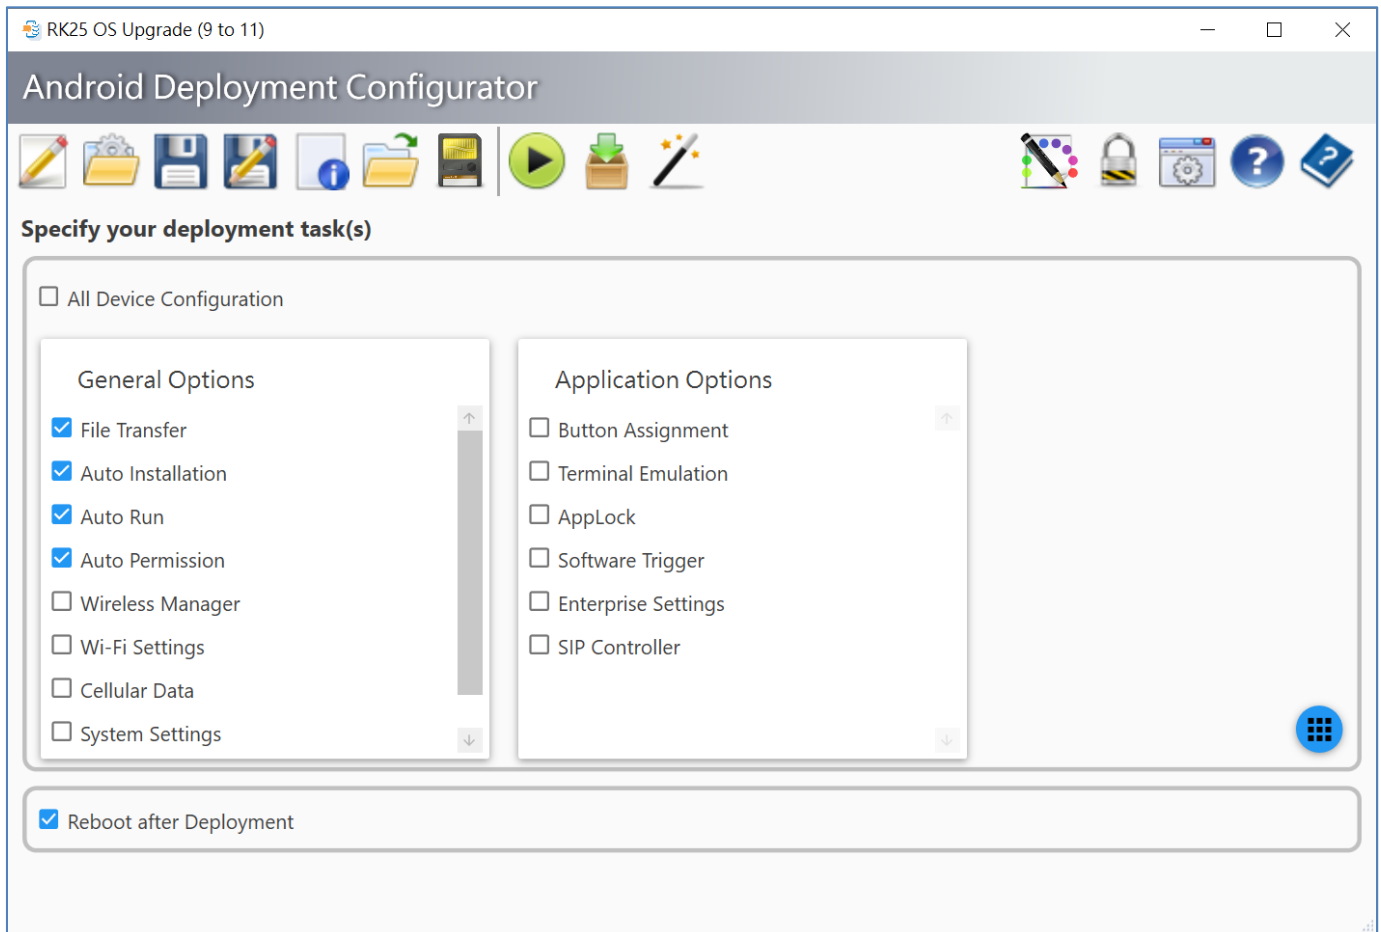 RK25 OS Upgrade (9 to 11)
Android Deployment Configurator
Specify your deployment task(s)
All Device Configuration
General Options
File Transfer
Auto Installation
Auto Run
Auto Permission
Wireless Manager
Wi-Fi Settings
Cellular Data
System Settings
Application Options
Button Assignment
Terminal Emulation
AppLock
Software Trigger
Enterprise Settings
SIP Controller
Reboot after Deployment